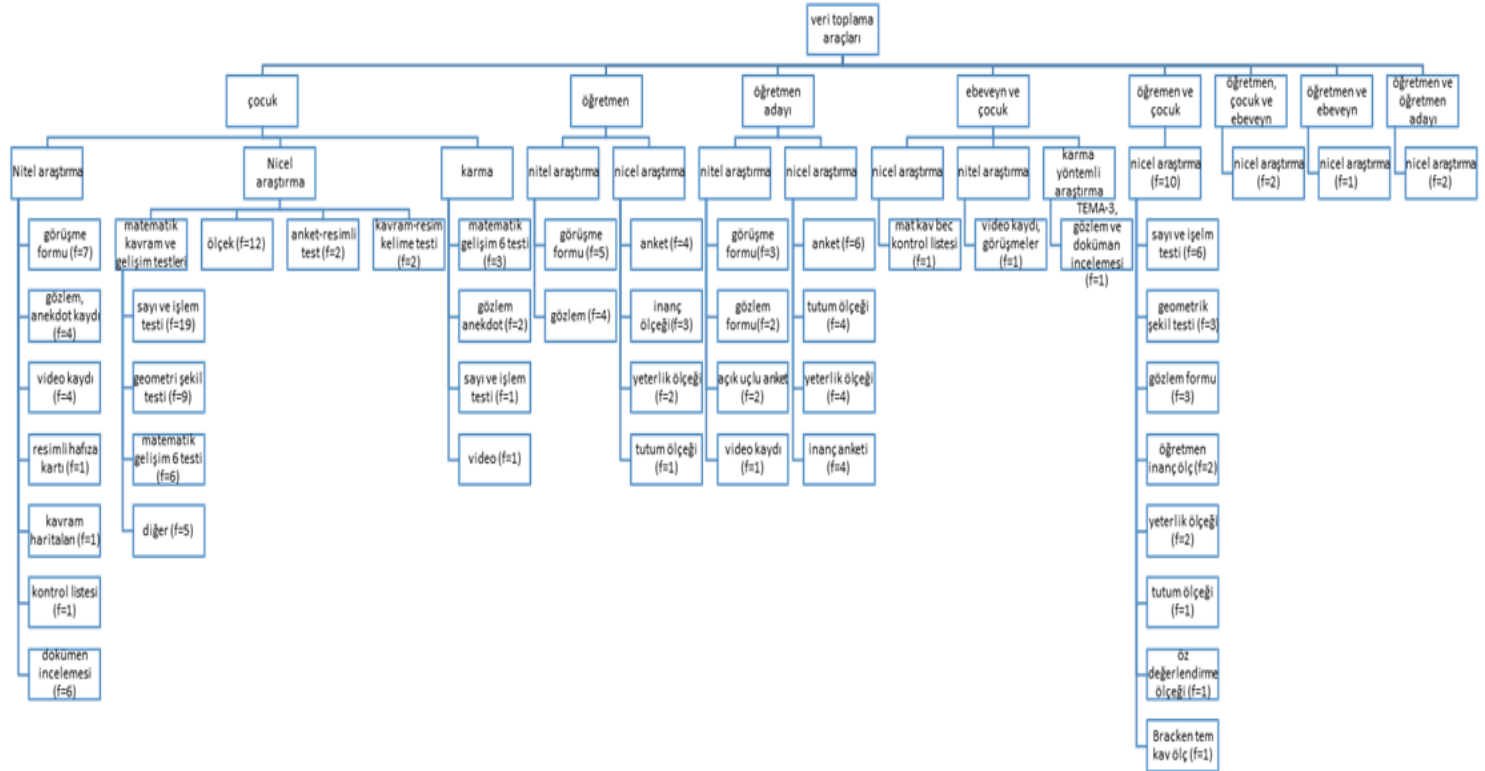 veri toplama
araçları
çocuk
öğretmen
öğretmen
adayı
ebeveyn ve
çocuk
öğremen ve
çocuk
öğretmen,
çocuk ve
ebeveyn
öğretmen ve
ebeveyn
öğretmen ve
öğretmen
adayı
Nitel araştırma
Nicel
araştırma
karma
nitel araştırma
nicel araştırma
nitel araştırma
nicel araştırma
nicel araştırma
nitel araştırma
karma
yöntemli
araştırma
nicel araştırma
(f=10)
nicel araştırma
(f=2)
nicel araştırma
(f=1)
nicel araştırma
(f=2)
görüşme
formu (f=7)
gözlem,
anekdot kaydı
(f=4)
video kaydı
(f=4)
resimli hafıza
kartı (f=1)
kavram
haritaları (f=1)
kontrol listesi
(f=1)
dokümen
incelemesi
(f=6)
matematik
kavram ve
gelişim testleri
ölçek (f=12)
anket-resimli
test (f=2)
kavram-resim
kelime testi
(f=2)
sayı ve işlem
testi (f=19)
geometri şekil
testi (f=9)
matematik
gelişim 6 testi
(f=6)
diğer (f=5)
matematik
gelişim 6 testi
(f=3)
gözlem
anekdot (f=2)
sayı ve işlem
testi (f=1)
video (f=1)
görüşme
formu (f=5)
gözlem (f=4)
anket (f=4)
inanç
ölçeği(f=3)
yeterlik ölçeği
(f=2)
tutum ölçeği
(f=1)
görüşme
formu(f=3)
gözlem
formu(f=2)
açık uçlu anket
(f=2)
video kaydı
(f=1)
anket (f=6)
tutum ölçeği
(f=4)
yeterlik ölçeği
(f=4)
inanç anketi
(f=4)
mat kav bec
kontrol listesi
(f=1)
video kaydı,
görüşmeler
(f=1)
TEMA-3,
gözlem ve
doküman
incelemesi
(f=1)
sayı ve işelm
testi (f=6)
geometrik
şekil testi (f=3)
gözlem formu
(f=3)
öğretmen
inanç ölç (f=2)
yeterlik ölçeği
(f=2)
tutum ölçeği
(f=1)
öz
değerlendirme
ölçeği (f=1)
Bracken tem
kav ölç (f=1)